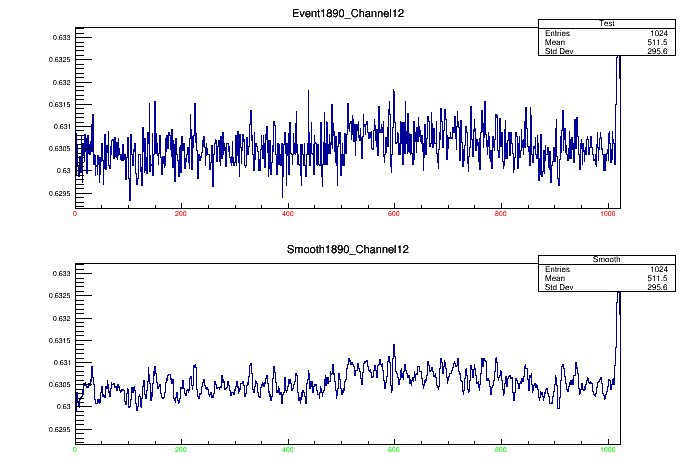 Event1890_Channel12
Test
Entries 1024
Mean 511.5
Std Dev 295.6
0.633
0.6325
0.632
0.6315
0.631
0.6305
0.63
0.6295
0 200 400 600 800 1000
Smooth1890_Channel12
Smooth
Entries 1024
Mean 511.5
Std Dev 295.6
0.633
0.6325
0.632
0.6315
0.631
0.6305
0.63
0.6295
0 200 400 600 800 1000